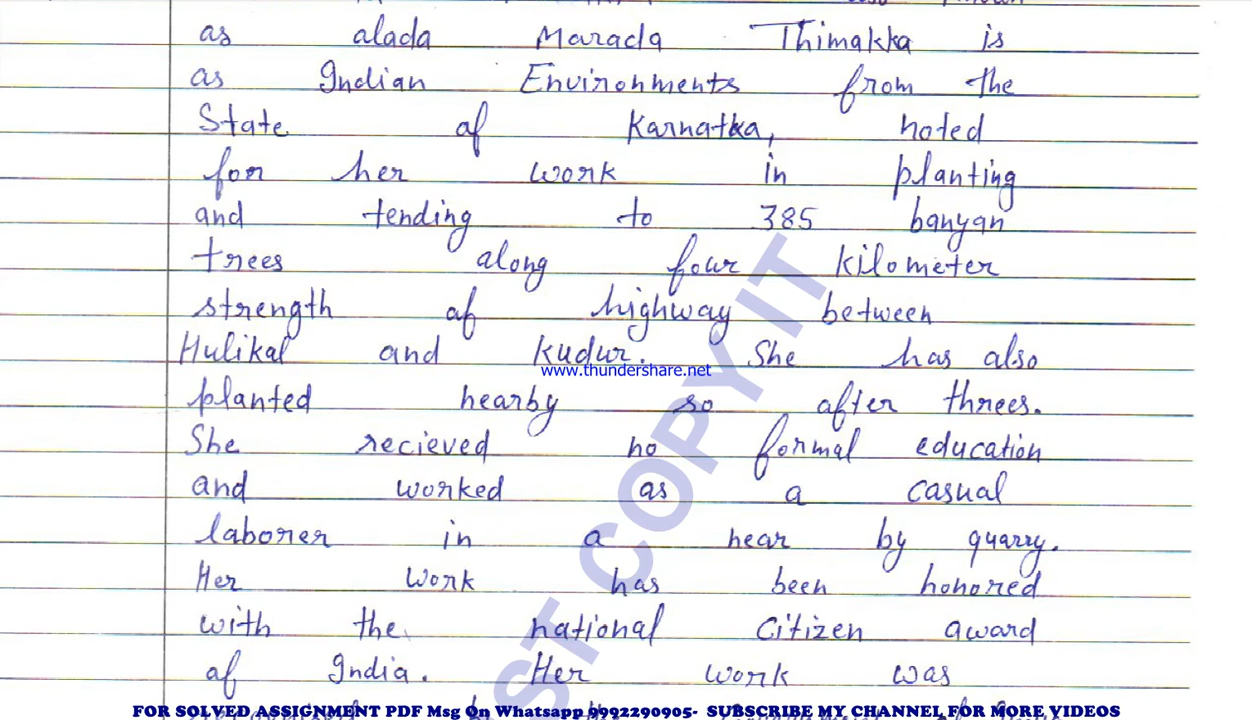 as alada Marada Thimakka is
as Indian Environments from the
State of Karnatka, noted
for her work in planting
and tending to 385 banyan
trees along four kilometer
strength of highway between
Hulikal and Kudur. She has also
www.thundershare.net
planted nearby so after threes.
She recieved no formal education
and worked as a casual
laborer in a near by quarry.
Her work has been honored
with the national Citizen award
of India. Her work was
COPY IT
FOR SOLVED ASSIGNMENT PDF Msg On Whatsapp 9992290905- SUBSCRIBE MY CHANNEL FOR MORE VIDEOS